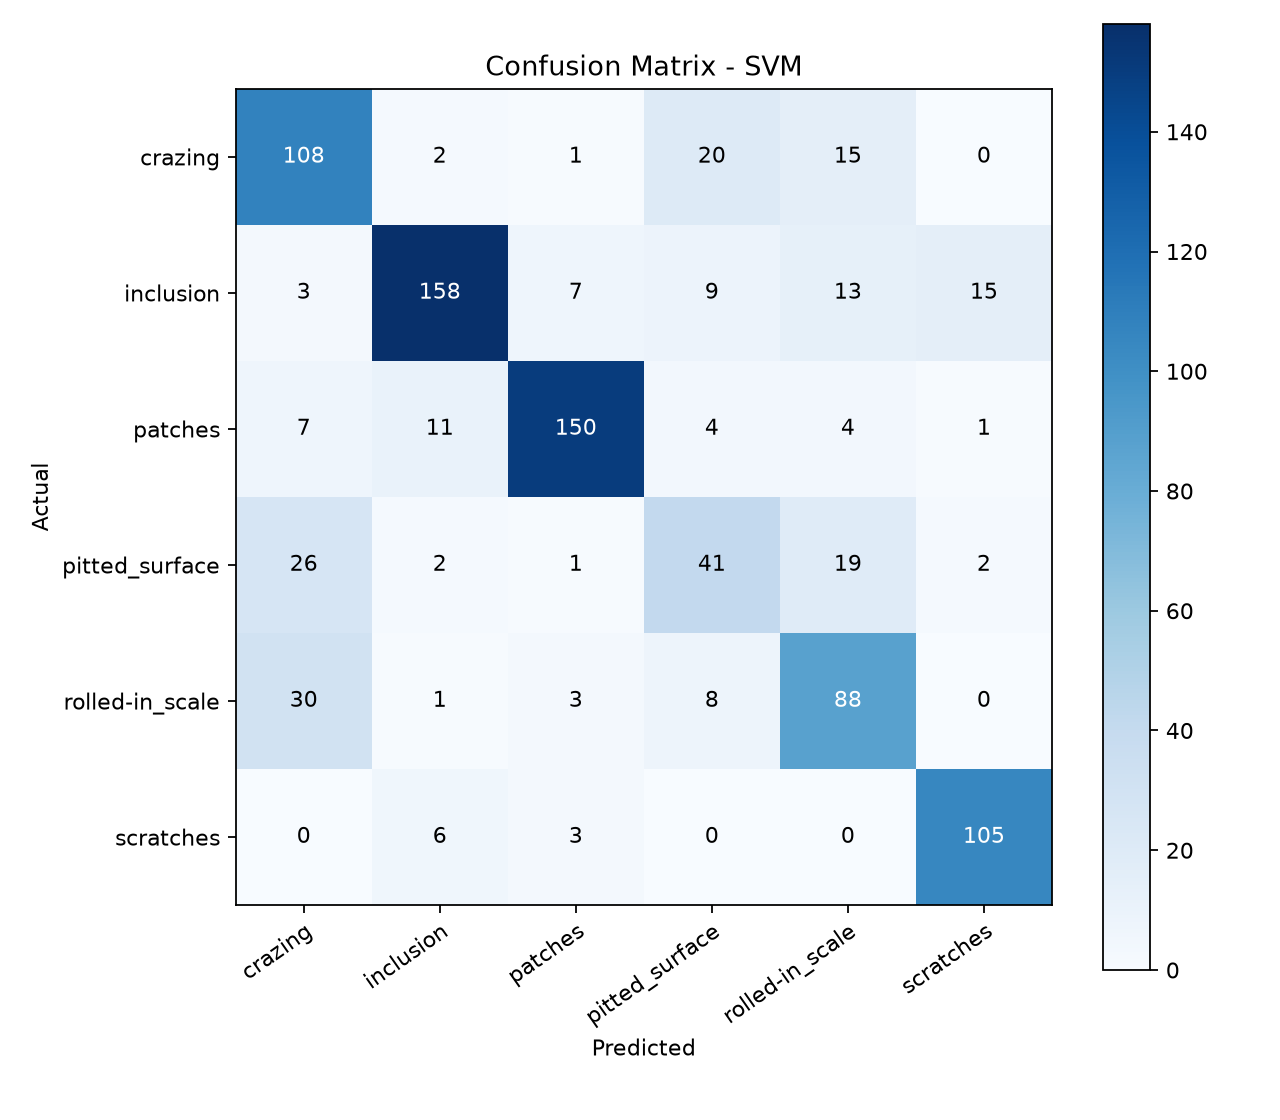 Confusion Matrix - SVM
crazing 108 2 1 20 15 0
inclusion 3 158 7 9 13 15
patches 7 11 150 4 4 1
pitted_surface 26 2 1 41 19 2
rolled-in_scale 30 1 3 8 88 0
scratches 0 6 3 0 0 105
Actual
crazing inclusion patches pitted_surface rolled-in_scale scratches
Predicted
140
120
100
80
60
40
20
0